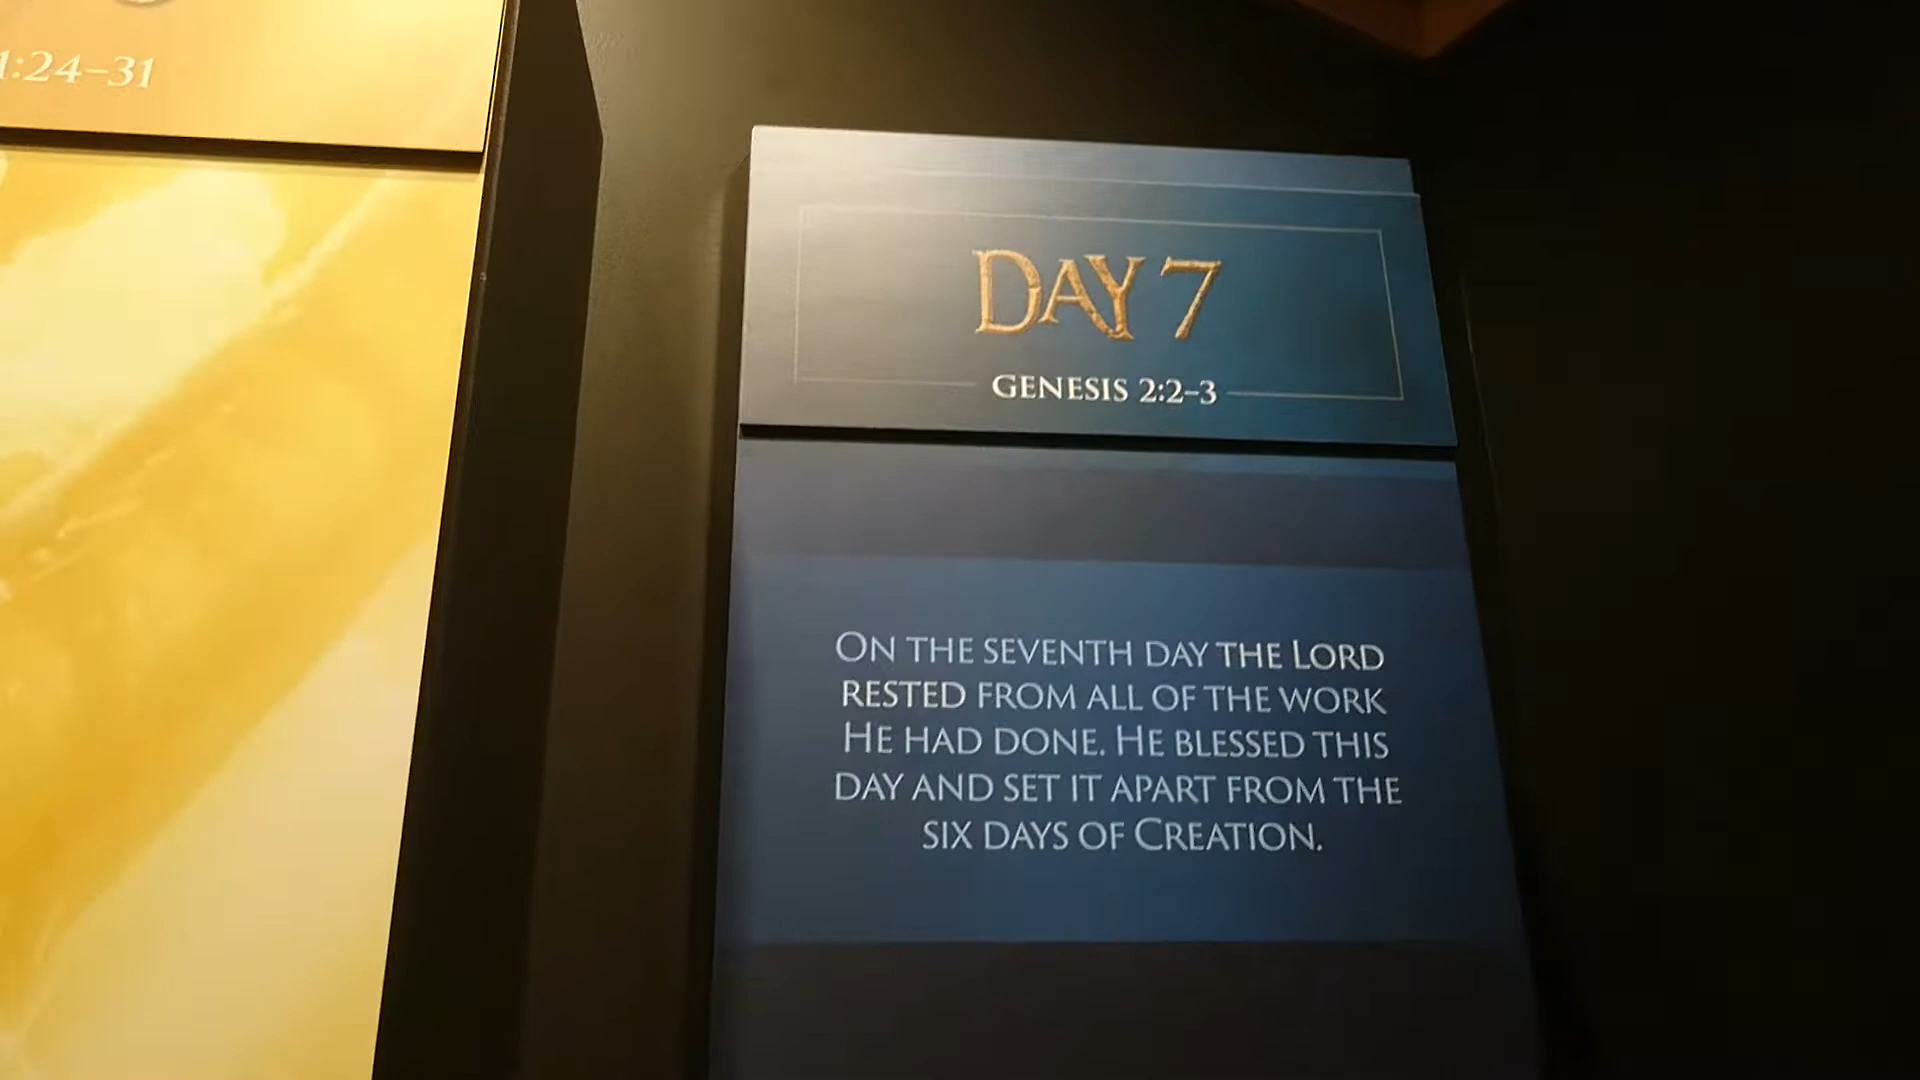 1:24–31
DAY 7
GENESIS 2:2–3
ON THE SEVENTH DAY THE LORD
RESTED FROM ALL OF THE WORK
HE HAD DONE. HE BLESSED THIS
DAY AND SET IT APART FROM THE
SIX DAYS OF CREATION.